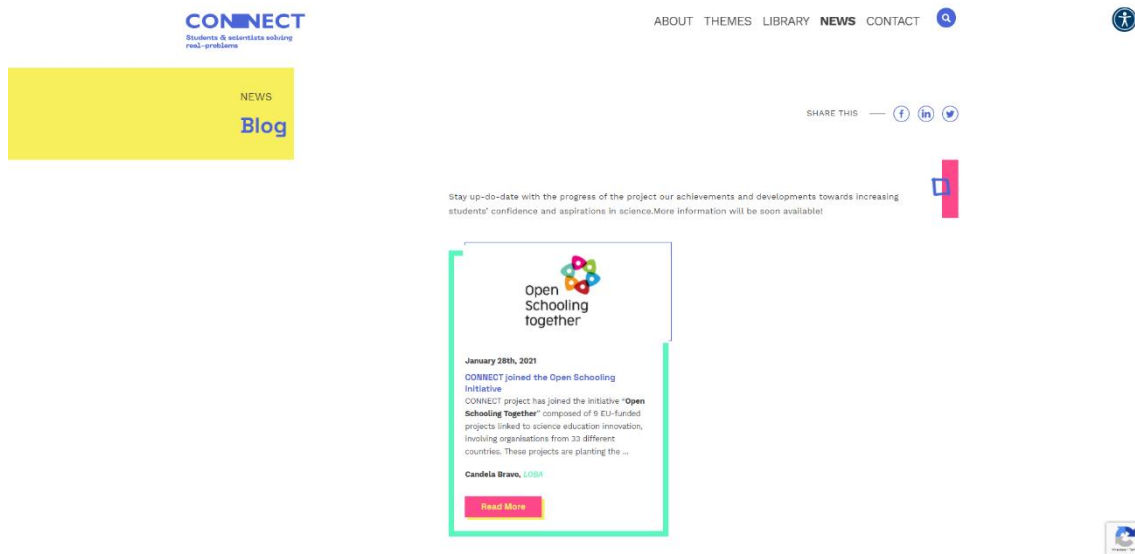 CONNECT
Students & scientists solving
real-problems
ABOUT THEMES LIBRARY NEWS CONTACT
NEWS
Blog
SHARE THIS
Stay up-do-date with the progress of the project our achievements and developments towards increasing
students' confidence and aspirations in science.More information will be soon available!
Open
Schooling
together
January 28th, 2021
CONNECT joined the Open Schooling
Initiative
CONNECT project has joined the initiative “Open
Schooling Together” composed of 9 EU-funded
projects linked to science education innovation,
involving organisations from 33 different
countries. These projects are planting the ...
Candela Bravo, LOBA
Read More